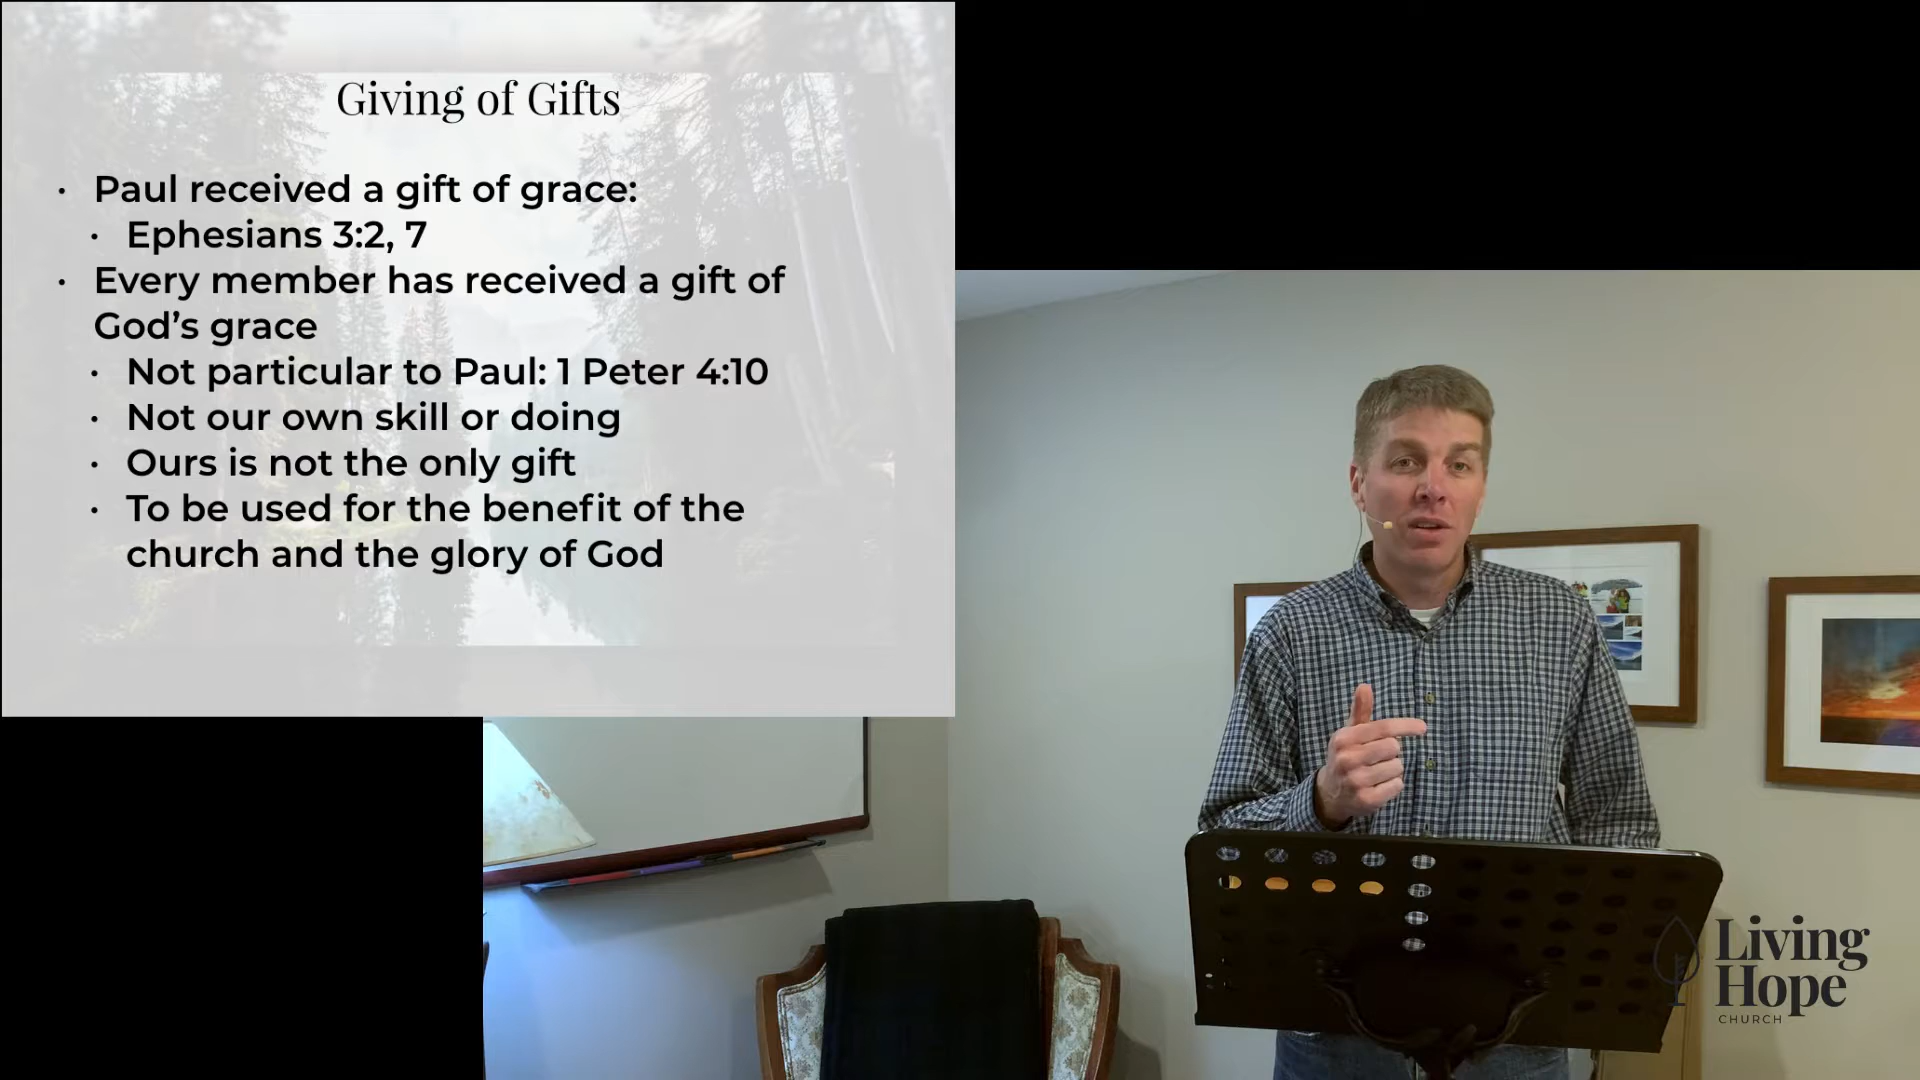 Giving of Gifts
• Paul received a gift of grace:
• Ephesians 3:2, 7
• Every member has received a gift of
God’s grace
• Not particular to Paul: 1 Peter 4:10
• Not our own skill or doing
• Ours is not the only gift
• To be used for the benefit of the
church and the glory of God
Living
Hope
CHURCH